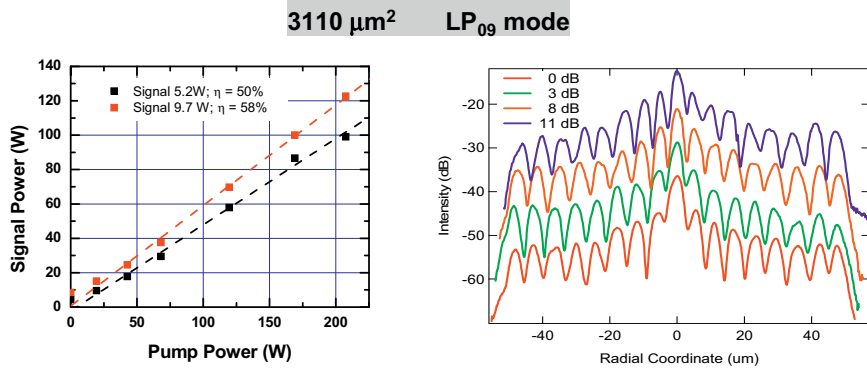 3110 μm² LP₀₉ mode
140
120
100
80
60
40
20
0
Signal Power (W)
Signal 5.2W; η = 50%
Signal 9.7 W; η = 58%
0 50 100 150 200
Pump Power (W)
0 dB
3 dB
8 dB
11 dB
-20
-30
-40
-50
-60
Intensity (dB)
-40 -20 0 20 40
Radial Coordinate (um)